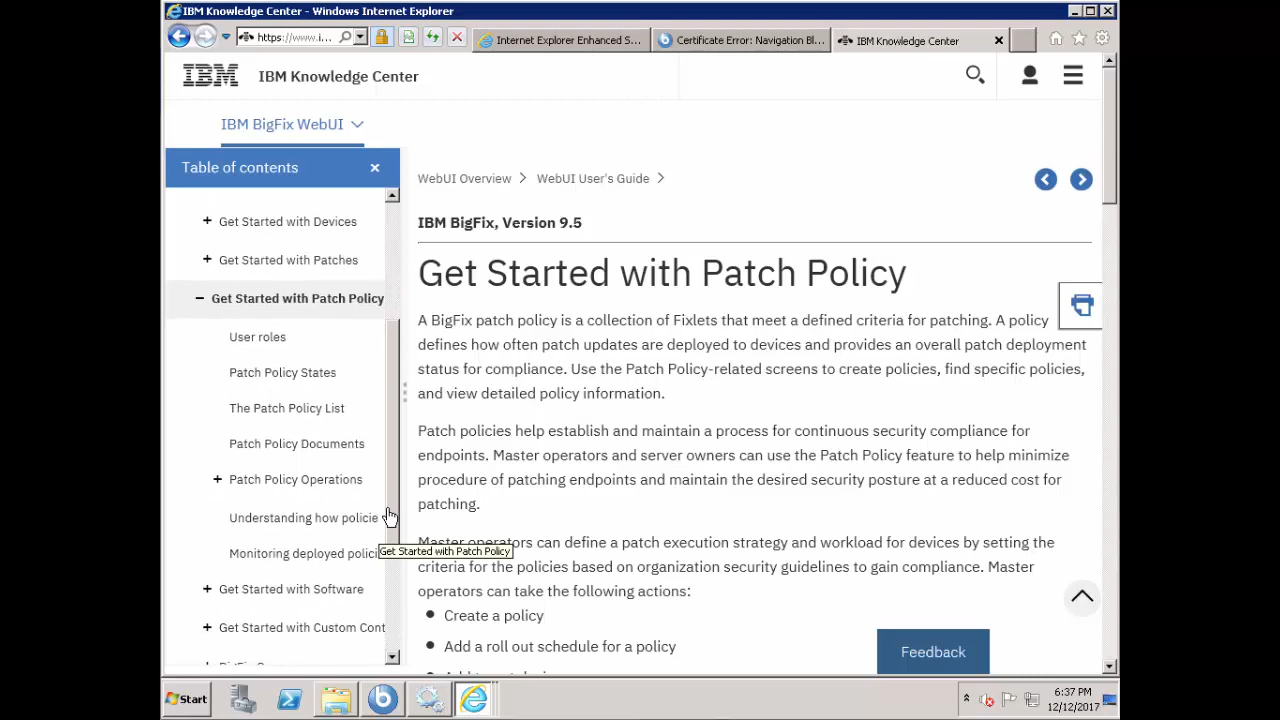 IBM Knowledge Center - Windows Internet Explorer
https://www.i...
Internet Explorer Enhanced S...
Certificate Error: Navigation Bl...
IBM Knowledge Center
IBM
IBM Knowledge Center
IBM BigFix WebUI
Table of contents
Get Started with Devices
Get Started with Patches
Get Started with Patch Policy
User roles
Patch Policy States
The Patch Policy List
Patch Policy Documents
Patch Policy Operations
Understanding how policie
Monitoring deployed polici
Get Started with Patch Policy
Get Started with Software
Get Started with Custom Cont
WebUI Overview > WebUI User's Guide >
IBM BigFix, Version 9.5
Get Started with Patch Policy
A BigFix patch policy is a collection of Fixlets that meet a defined criteria for patching. A policy
defines how often patch updates are deployed to devices and provides an overall patch deployment
status for compliance. Use the Patch Policy-related screens to create policies, find specific policies,
and view detailed policy information.
Patch policies help establish and maintain a process for continuous security compliance for
endpoints. Master operators and server owners can use the Patch Policy feature to help minimize
procedure of patching endpoints and maintain the desired security posture at a reduced cost for
patching.
Master operators can define a patch execution strategy and workload for devices by setting the
criteria for the policies based on organization security guidelines to gain compliance. Master
operators can take the following actions:
• Create a policy
• Add a roll out schedule for a policy
Feedback
Start
6:37 PM
12/12/2017